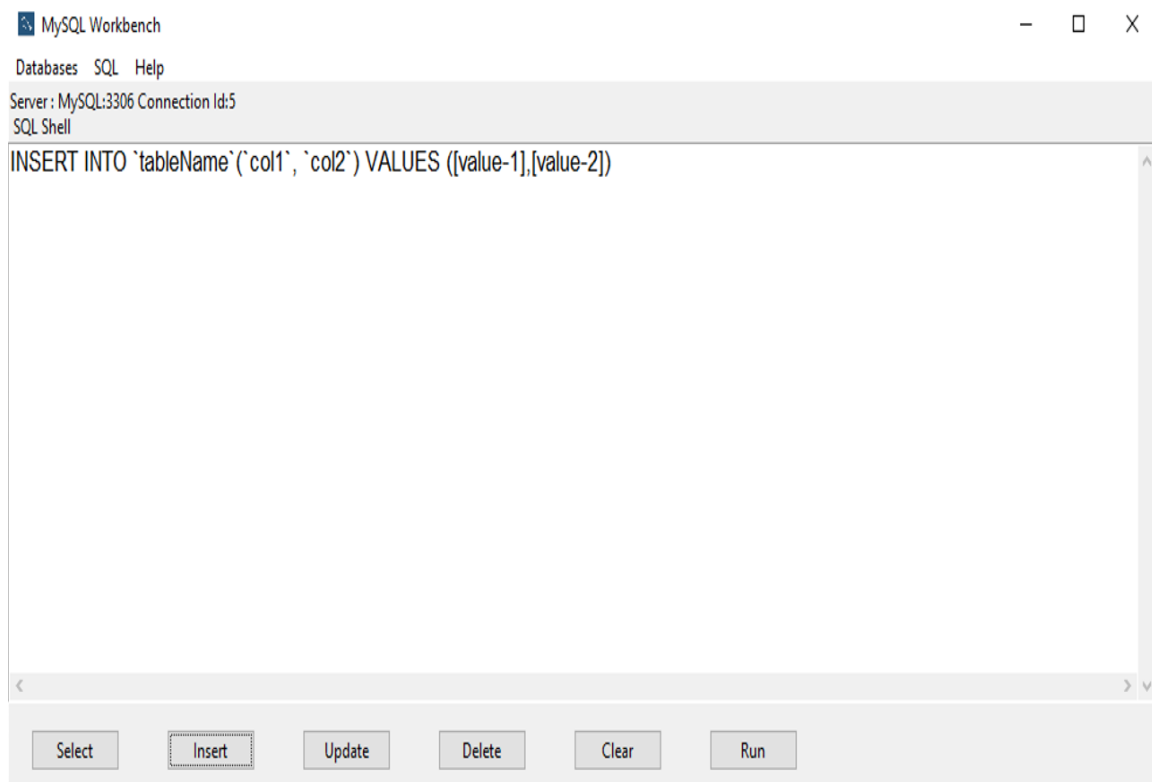 MySQL Workbench
Databases SQL Help
Server : MySQL:3306 Connection Id:5
SQL Shell
INSERT INTO `tableName`(`col1`, `col2`) VALUES ([value-1],[value-2])
Select Insert Update Delete Clear Run